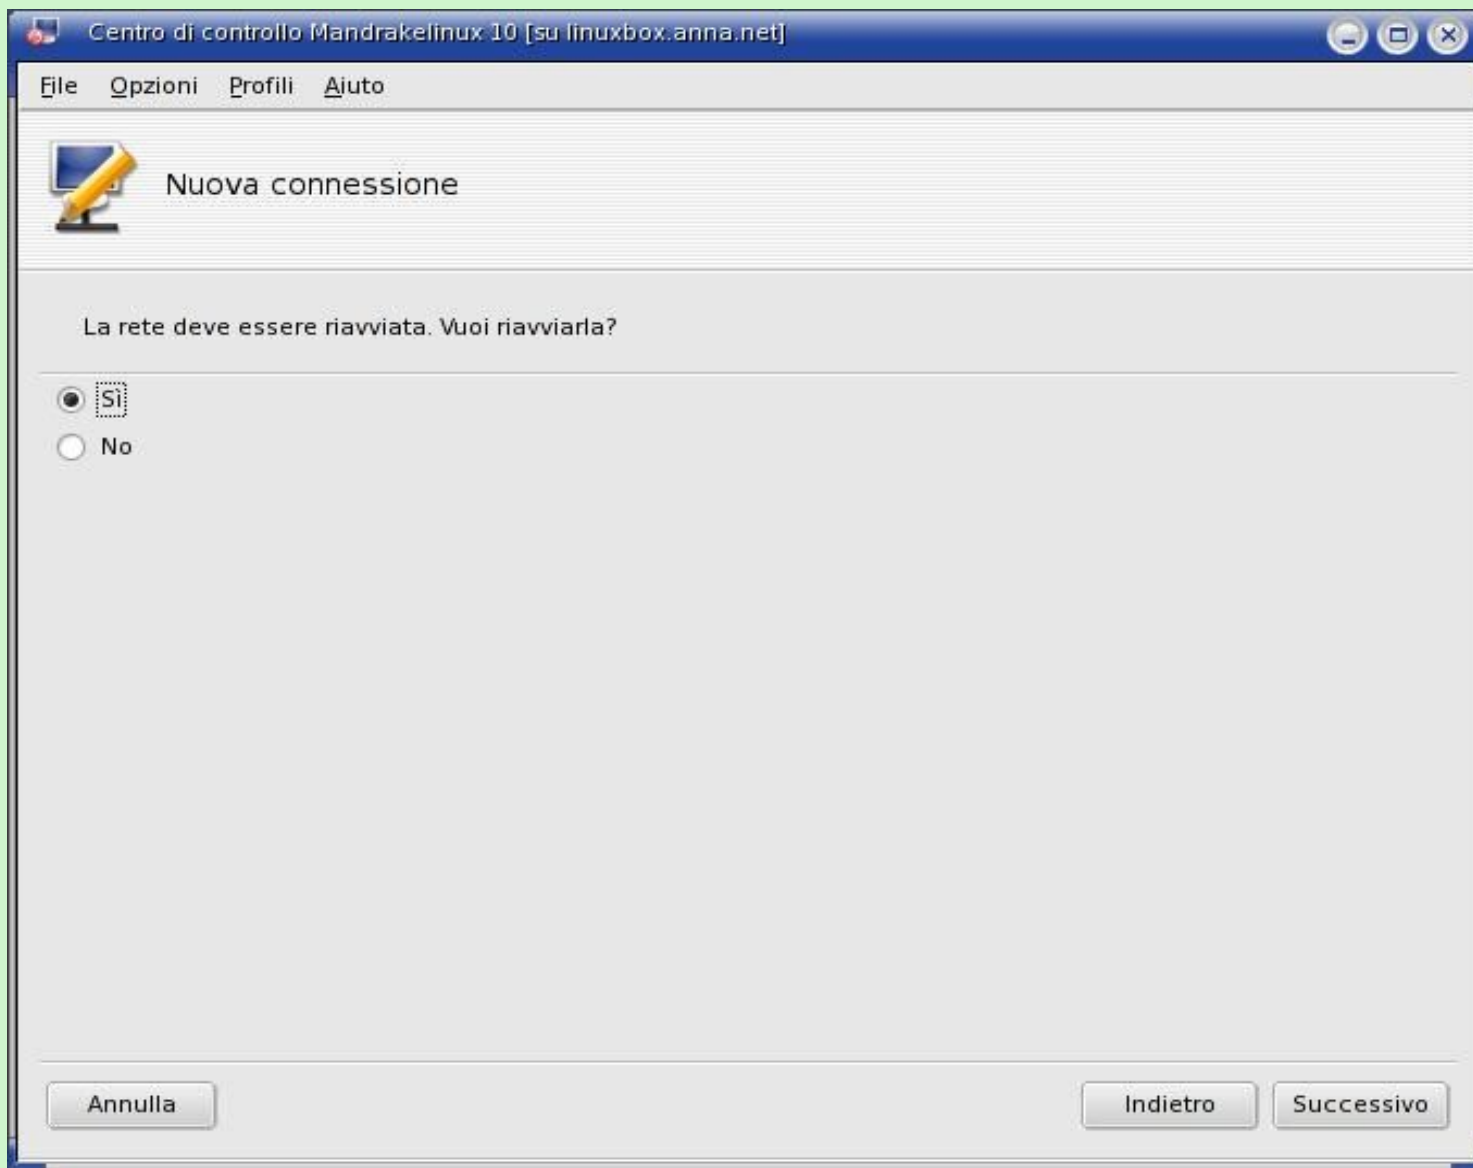 Centro di controllo Mandrakelinux 10 [su linuxbox.anna.net]
File Opzioni Profili Aiuto
Nuova connessione
La rete deve essere riavviata. Vuoi riavviarla?
Sì
No
Annulla Indietro Successivo